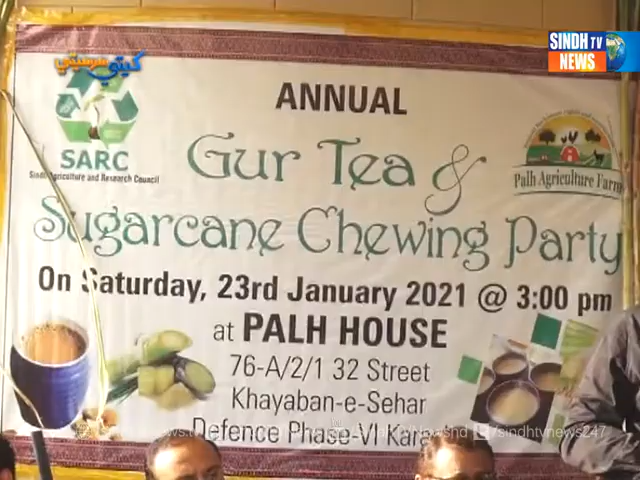 SINDH TV
NEWS
کيتي سرسيتي
ANNUAL
SARC
Sindh Agriculture and Research Council
Gur Tea &
Palh Agriculture Farm
Sugarcane Chewing Party
On Saturday, 23rd January 2021 @ 3:00 pm
at PALH HOUSE
76-A/2/1 32 Street
Khayaban-e-Sehar
Defence Phase-VI Kara
/sindhtvnews247